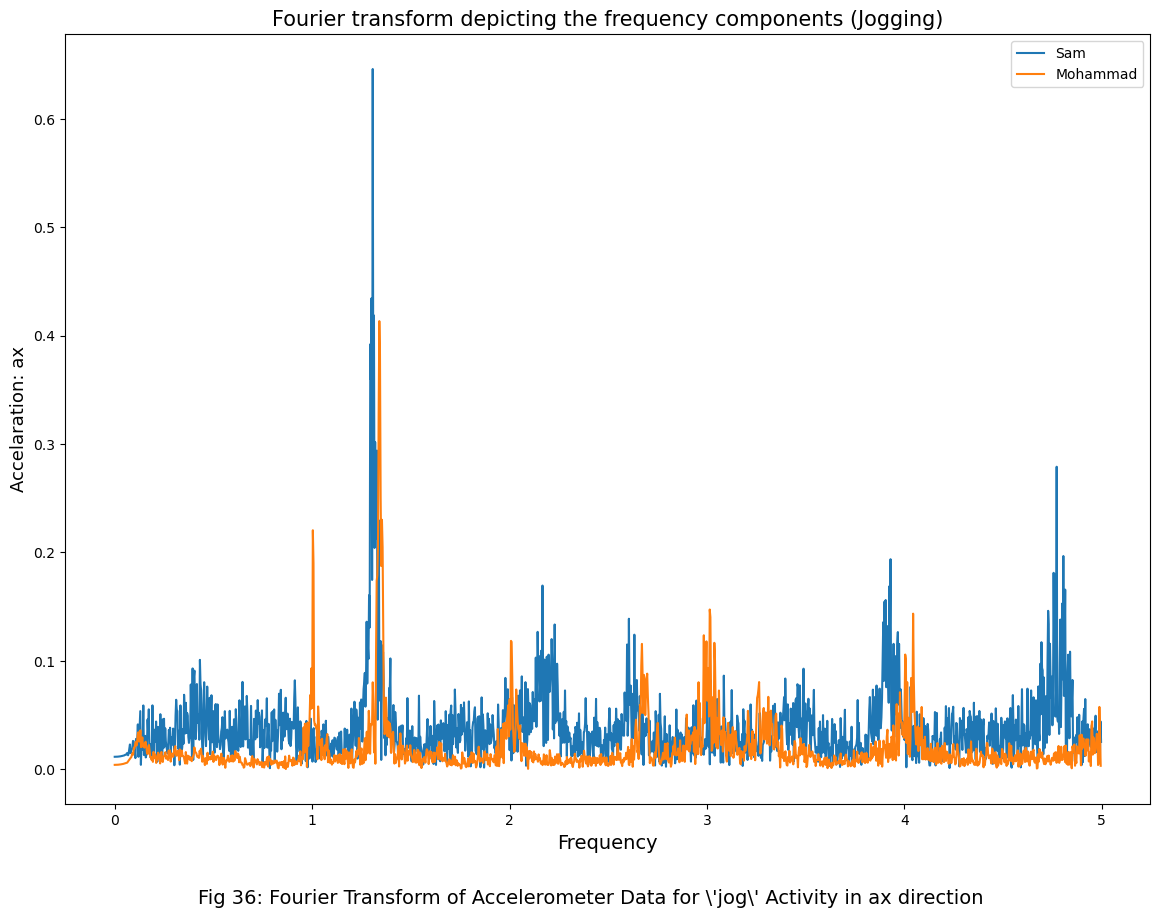 Fourier transform depicting the frequency components (Jogging)
Sam
Mohammad
0.6
0.5
0.4
0.3
0.2
0.1
0.0
Accelaration: ax
0 1 2 3 4 5
Frequency
Fig 36: Fourier Transform of Accelerometer Data for \'jog\' Activity in ax direction